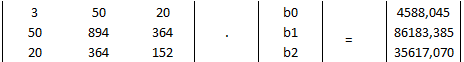 3 50 20 b0 4588,045
50 894 364 . b1 = 86183,385
20 364 152 b2 35617,070